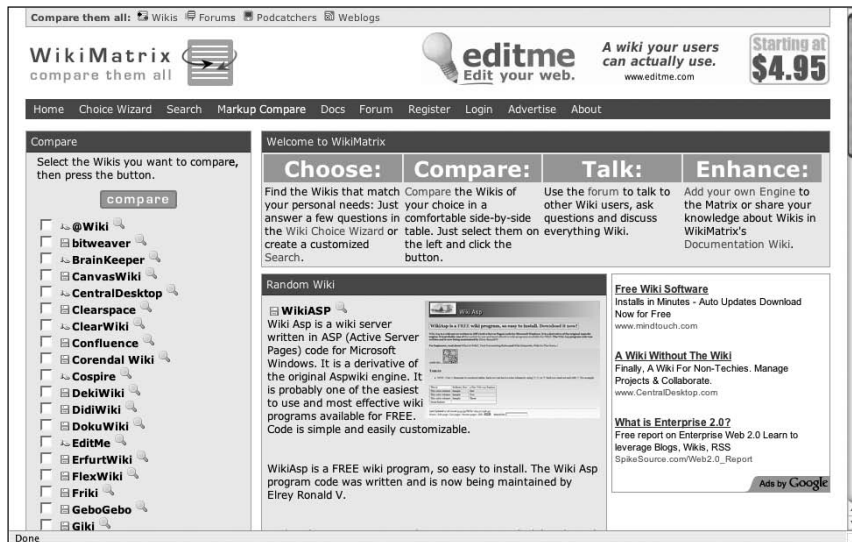 Compare them all: Wikis Forums Podcatchers Weblogs
WikiMatrix
compare them all
editme
Edit your web.
A wiki your users
can actually use.
www.editme.com
Starting at
$4.95
Home Choice Wizard Search Markup Compare Docs Forum Register Login Advertise About
Compare
Select the Wikis you want to compare,
then press the button.
compare
@Wiki
bitweaver
BrainKeeper
CanvasWiki
CentralDesktop
Clearspace
ClearWiki
Confluence
Corendal Wiki
Cospire
DekiWiki
DidiWiki
DokuWiki
EditMe
ErfurtWiki
FlexWiki
Friki
GeboGebo
Giki
Welcome to WikiMatrix
Choose:
Find the Wikis that match
your personal needs: Just
answer a few questions in
the Wiki Choice Wizard or
create a customized
Search.
Compare:
Compare the Wikis of
your choice in a
comfortable side-by-side
table. Just select them on
the left and click the
button.
Talk:
Use the forum to talk to
other Wiki users, ask
questions and discuss
everything Wiki.
Enhance:
Add your own Engine to
the Matrix or share your
knowledge about Wikis in
WikiMatrix's
Documentation Wiki.
Random Wiki
WikiASP
Wiki Asp is a wiki server
written in ASP (Active Server
Pages) code for Microsoft
Windows. It is a derivative of
the original Aspwiki engine. It
is probably one of the easiest
to use and most effective wiki
programs available for FREE.
Code is simple and easily customizable.
Wiki Asp
WikiAsp is a FREE wiki program, so easy to install. Download it now!
WikiAsp is a FREE wiki program, so easy to install. The Wiki Asp
program code was written and is now being maintained by
Elrey Ronald V.
Free Wiki Software
Installs in Minutes - Auto Updates Download
Now for Free
www.mindtouch.com
A Wiki Without The Wiki
Finally, A Wiki For Non-Techies. Manage
Projects & Collaborate.
www.CentralDesktop.com
What is Enterprise 2.0?
Free report on Enterprise Web 2.0 Learn to
leverage Blogs, Wikis, RSS
SpikeSource.com/Web2.0_Report
Ads by Google
Done